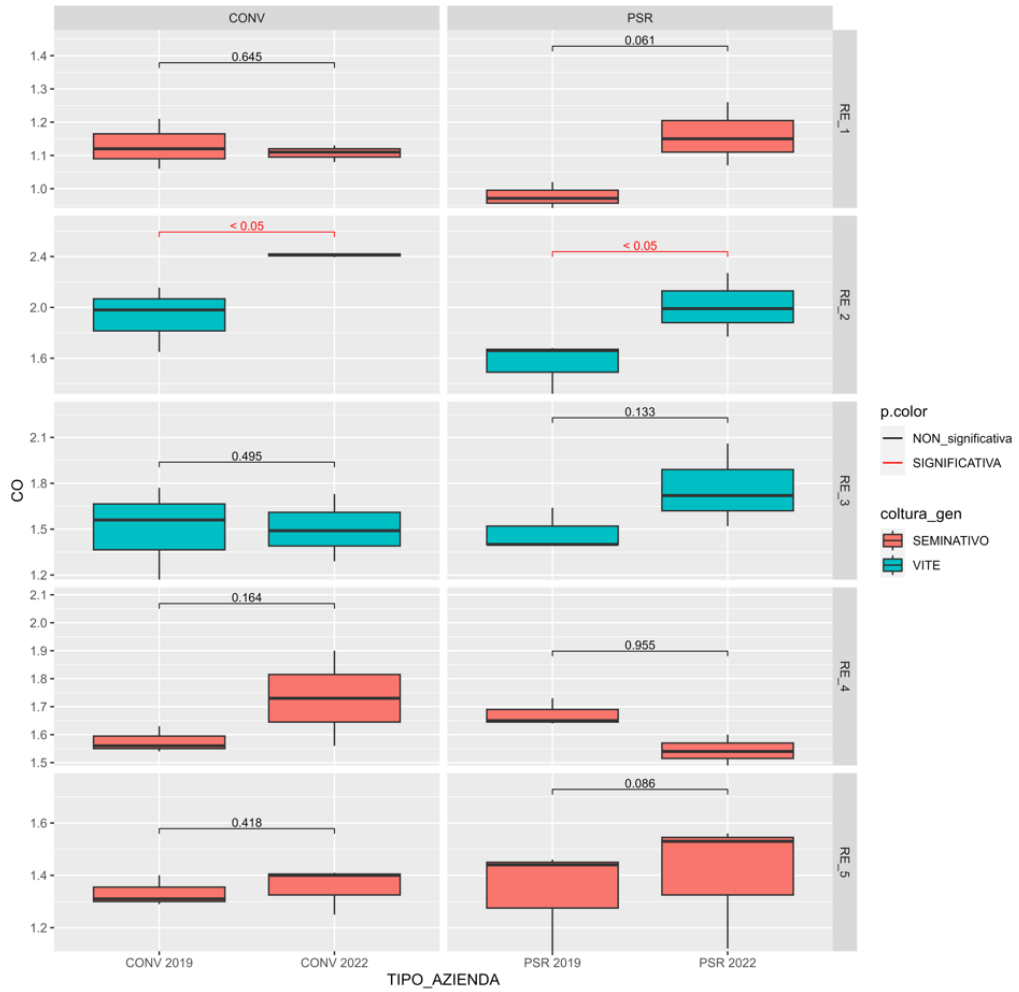 CONV
PSR
1.4
1.3
1.2
1.1
1.0
0.645
0.061
RE_1
2.4
2.0
1.6
< 0.05
< 0.05
RE_2
2.1
1.8
1.5
1.2
0.495
0.133
RE_3
2.1
2.0
1.9
1.8
1.7
1.6
1.5
0.164
0.955
RE_4
1.6
1.4
1.2
0.418
0.086
RE_5
CO
CONV 2019
CONV 2022
PSR 2019
PSR 2022
TIPO_AZIENDA
p.color
NON_significativa
SIGNIFICATIVA
coltura_gen
SEMINATIVO
VITE